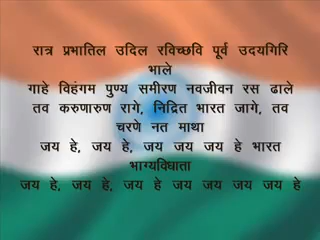 रात्र प्रभातिल उदिल रविच्छवि पूर्व उदयगिरि
भाले
गाहे विहंगम पुण्य समीरण नवजीवन रस ढाले
तव करुणारुण रागे, निद्रित भारत जागे, तव
चरणे नत माथा
जय हे, जय हे, जय जय जय हे भारत
भाग्यविधाता
जय हे, जय हे, जय हे जय जय जय जय हे